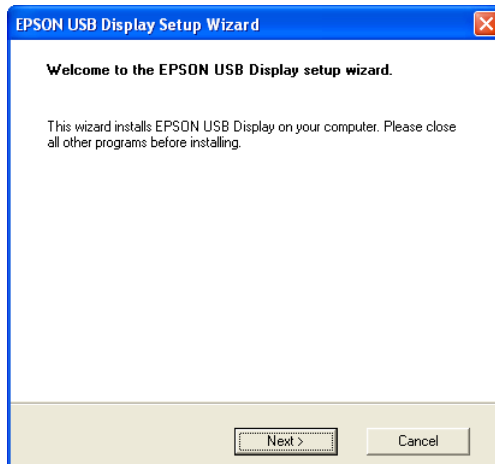 EPSON USB Display Setup Wizard
Welcome to the EPSON USB Display setup wizard.
This wizard installs EPSON USB Display on your computer. Please close
all other programs before installing.
Next >
Cancel